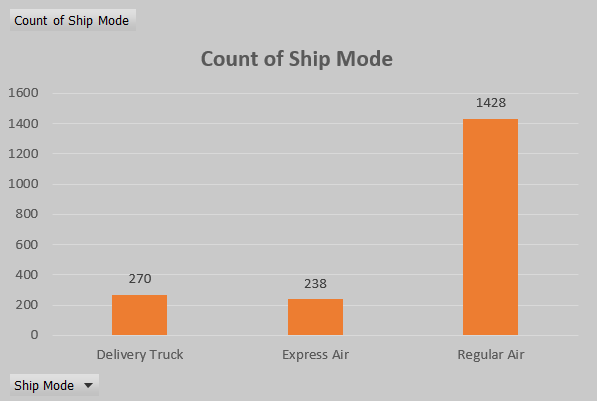 Count of Ship Mode
Count of Ship Mode
1600
1400
1200
1000
800
600
400
200
0
270
238
1428
Delivery Truck
Express Air
Regular Air
Ship Mode